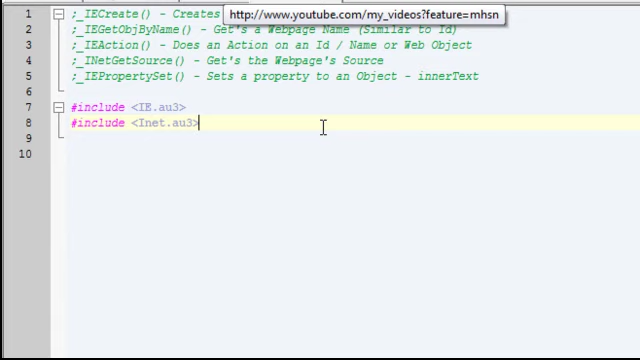 http://www.youtube.com/my_videos?feature=mhsn
1 ;_IECreate() - Creates
2 ;_IEGetObjByName() - Get's a Webpage Name (Similar to Id)
3 ;_IEAction() - Does an Action on an Id / Name or Web Object
4 ;_INetGetSource() - Get's the Webpage's Source
5 ;_IEPropertySet() - Sets a property to an Object - innerText
6
7 #include <IE.au3>
8 #include <Inet.au3>
9
10